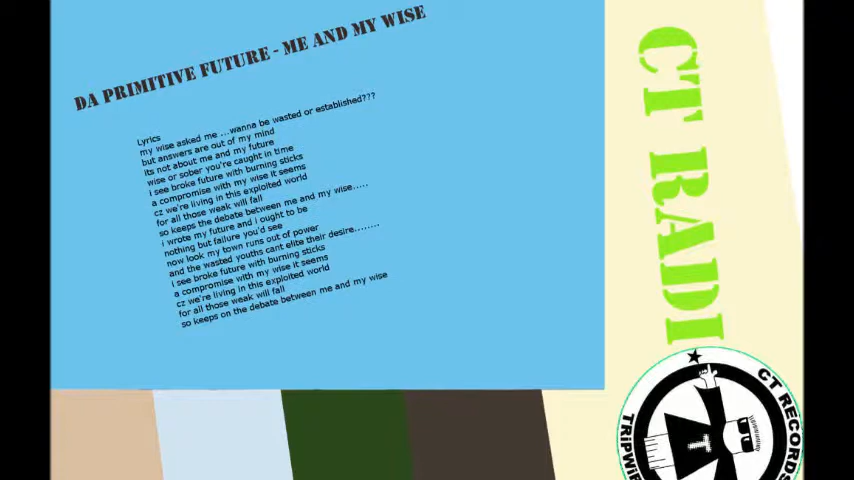 DA PRIMITIVE FUTURE - ME AND MY WISE
Lyrics
my wise asked me ...wanna be wasted or established???
but answers are out of my mind
its not about me and my future
wise or sober you're caught in time
i see broke future with burning sticks
a compromise with my wise it seems
cz we're living in this exploited world
for all those weak will fall
so keeps the debate between me and my wise.....
i wrote my future and i ought to be
nothing but failure you'd see
now look my town runs out of power
and the wasted youths cant elite their desire........
i see broke future with burning sticks
a compromise with my wise it seems
cz we're living in this exploited world
for all those weak will fall
so keeps on the debate between me and my wise
CT RADI
CT RECORDS
TRiPWiR
T